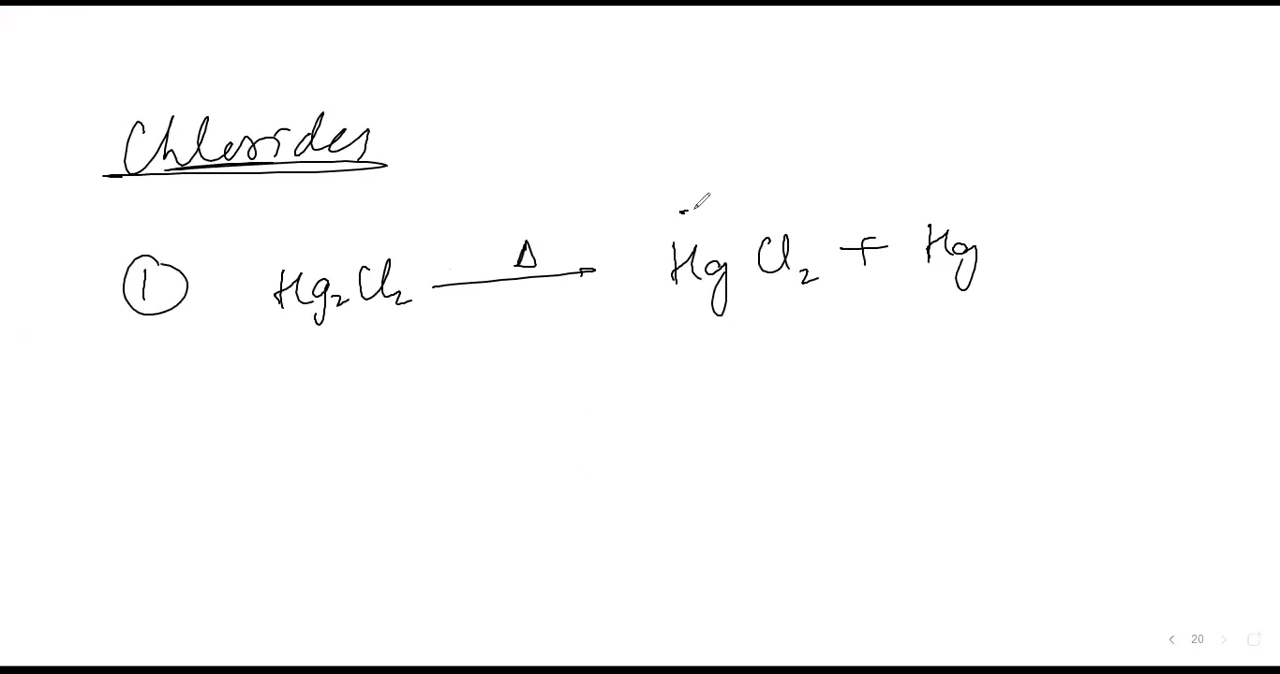 Chlorides
① Hg₂Cl₂ —Δ→ HgCl₂ + Hg
< 20 >